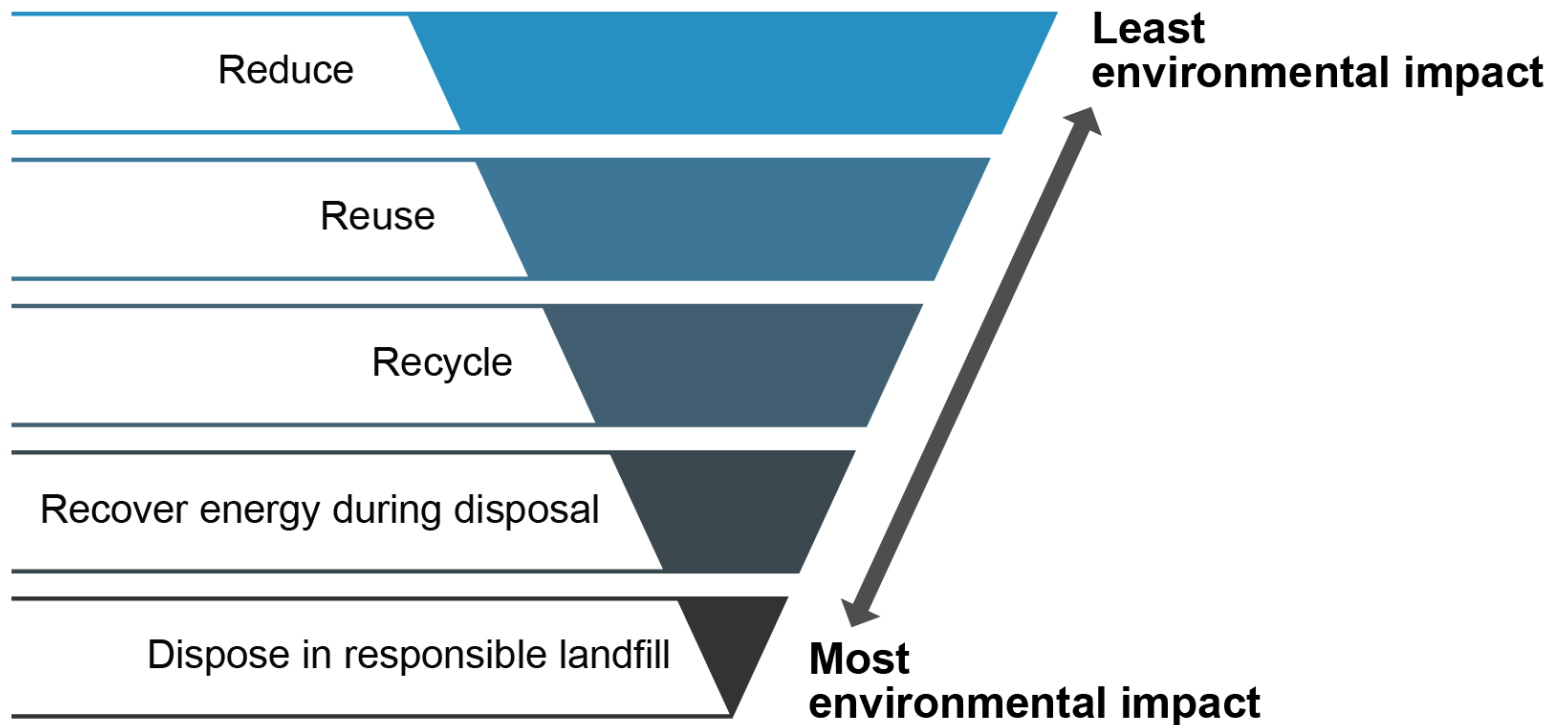 Reduce
Least
environmental impact
Reuse
Recycle
Recover energy during disposal
Dispose in responsible landfill
Most
environmental impact